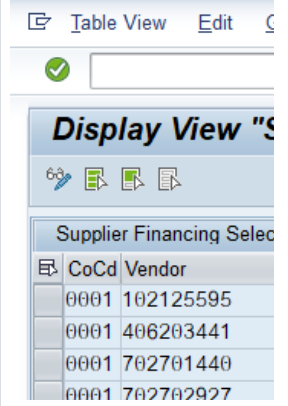 Table View Edit
Display View "S
Supplier Financing Selec
CoCd Vendor
0001 102125595
0001 406203441
0001 702701440
0001 702702927